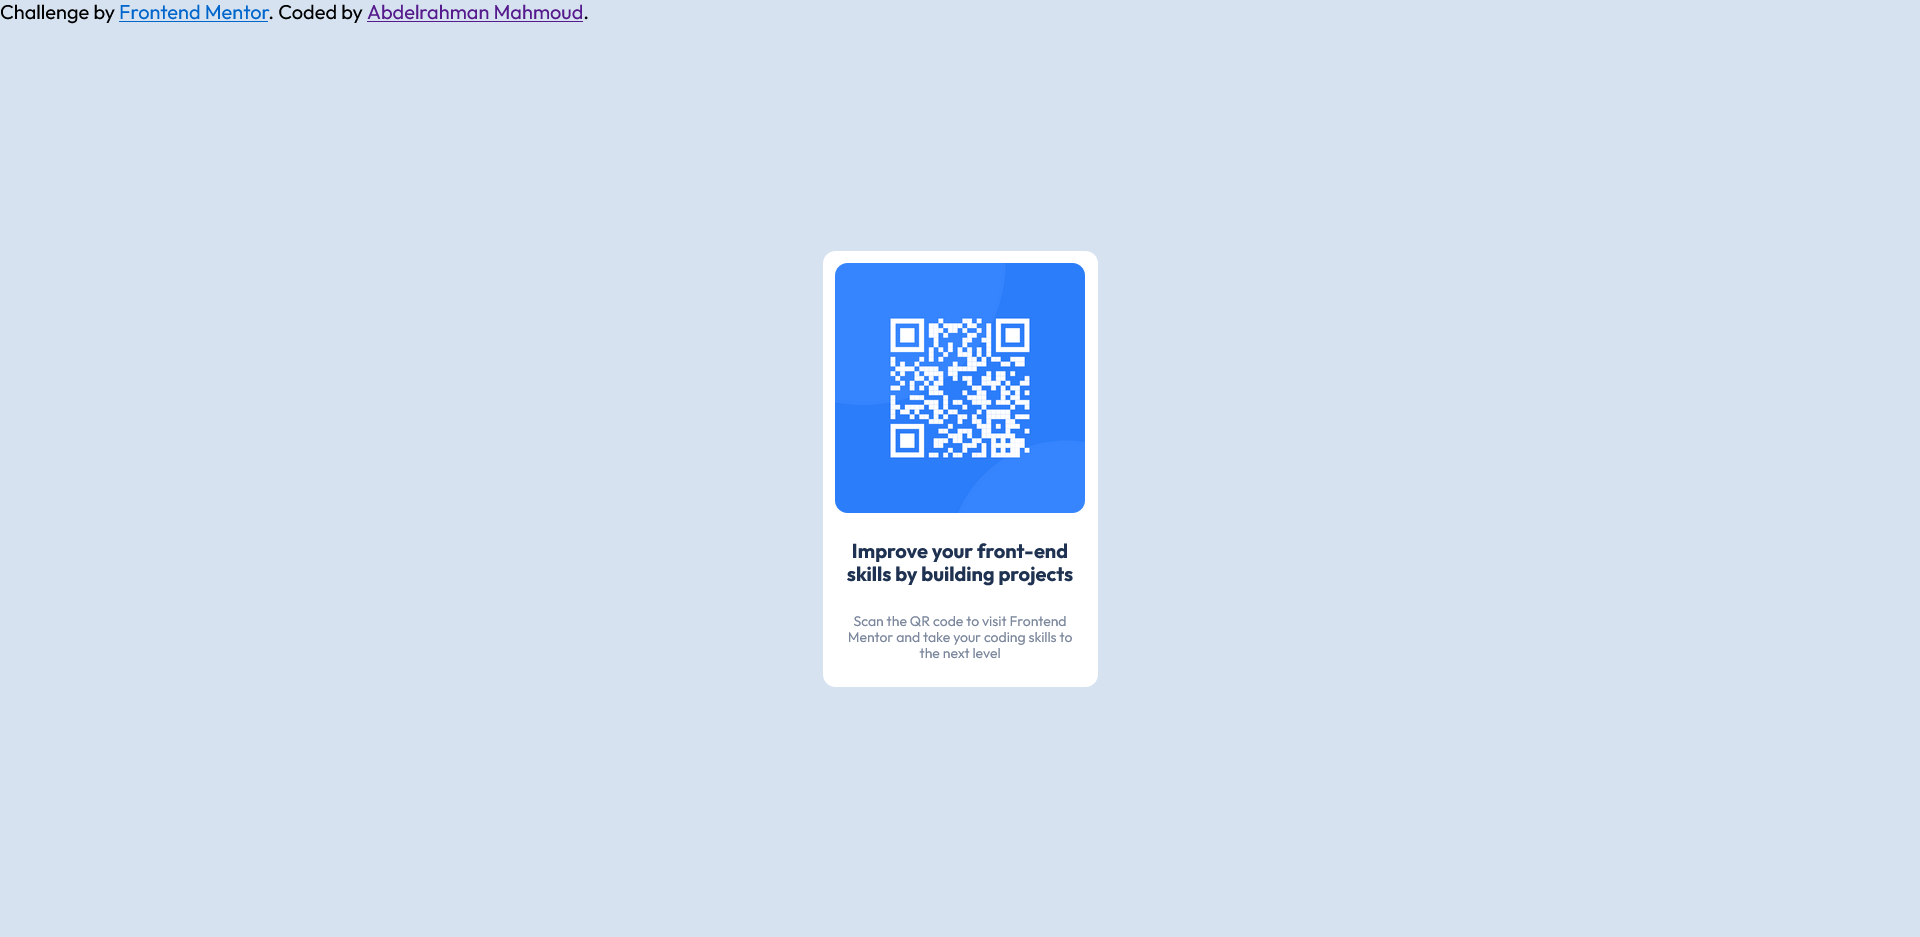 Challenge by Frontend Mentor. Coded by Abdelrahman Mahmoud.
Improve your front-end
skills by building projects
Scan the QR code to visit Frontend
Mentor and take your coding skills to
the next level